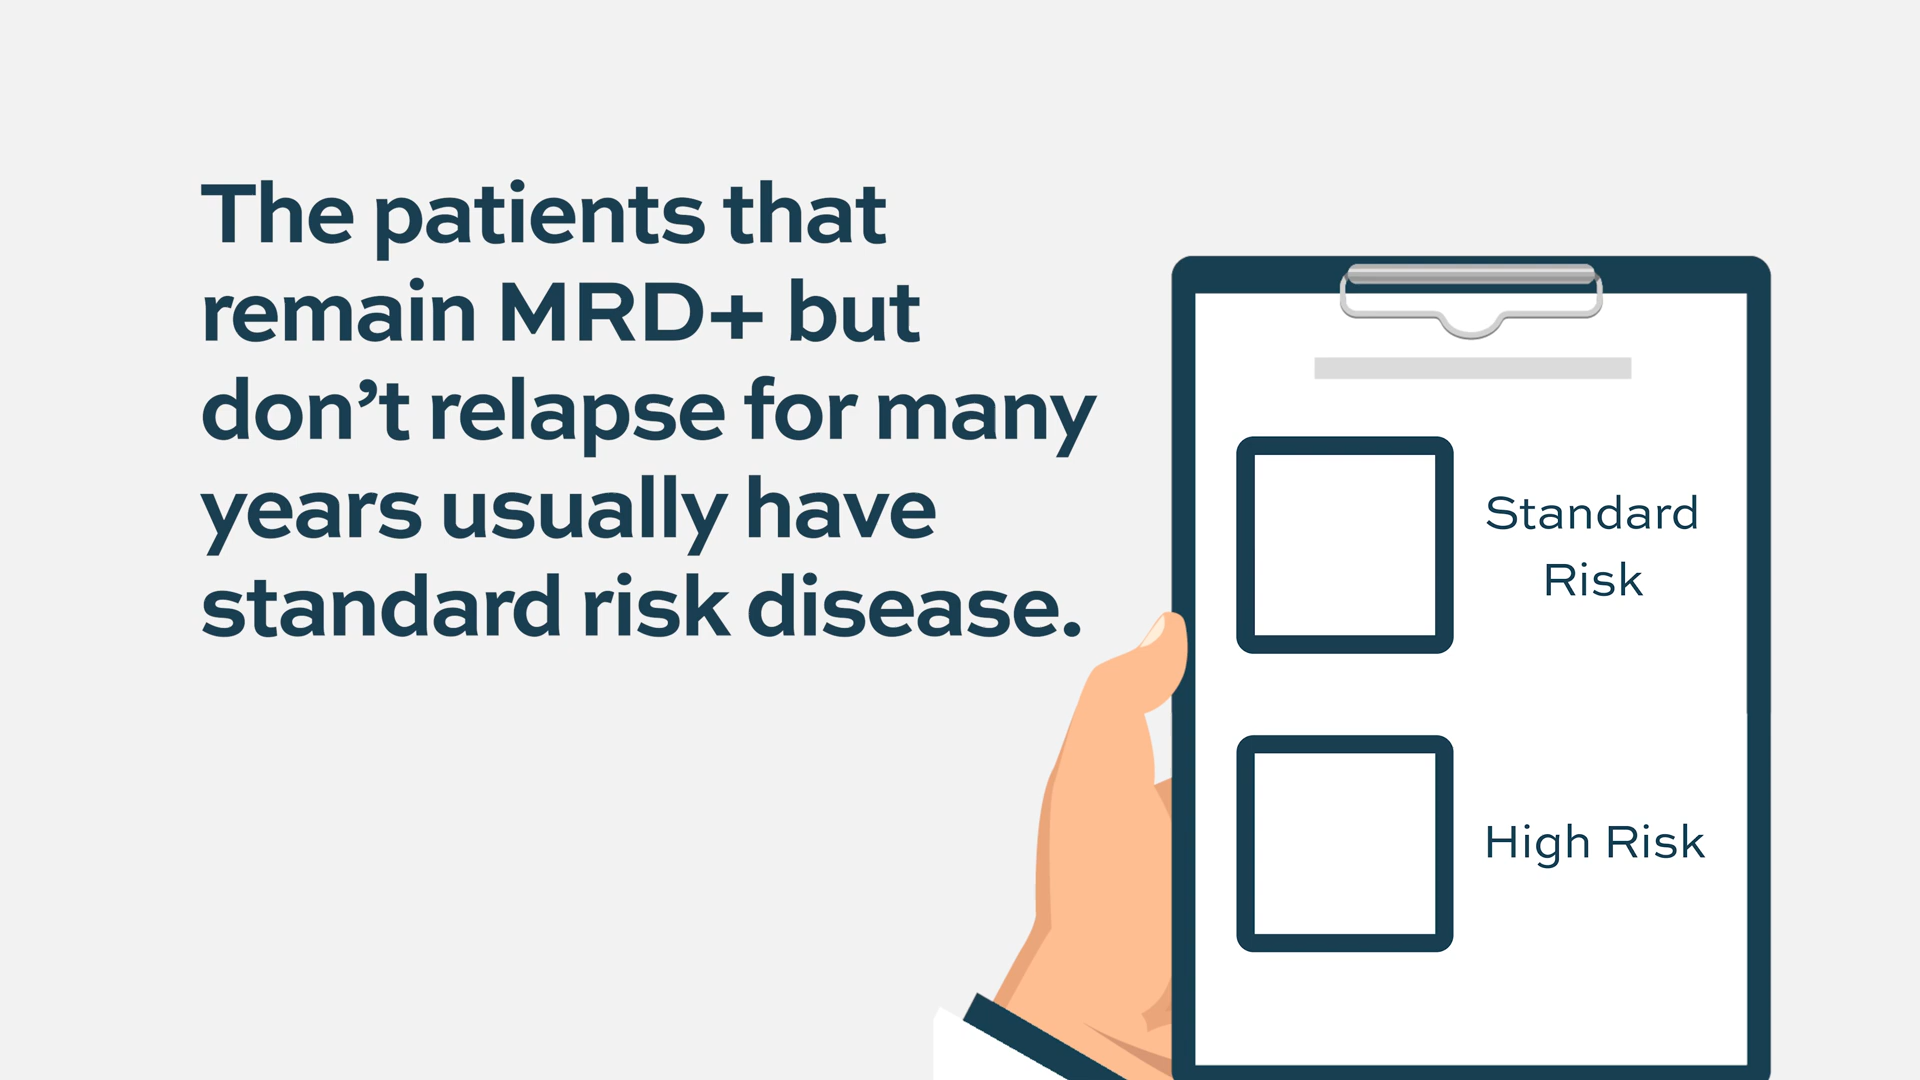 The patients that
remain MRD+ but
don’t relapse for many
years usually have
standard risk disease.
Standard
Risk
High Risk